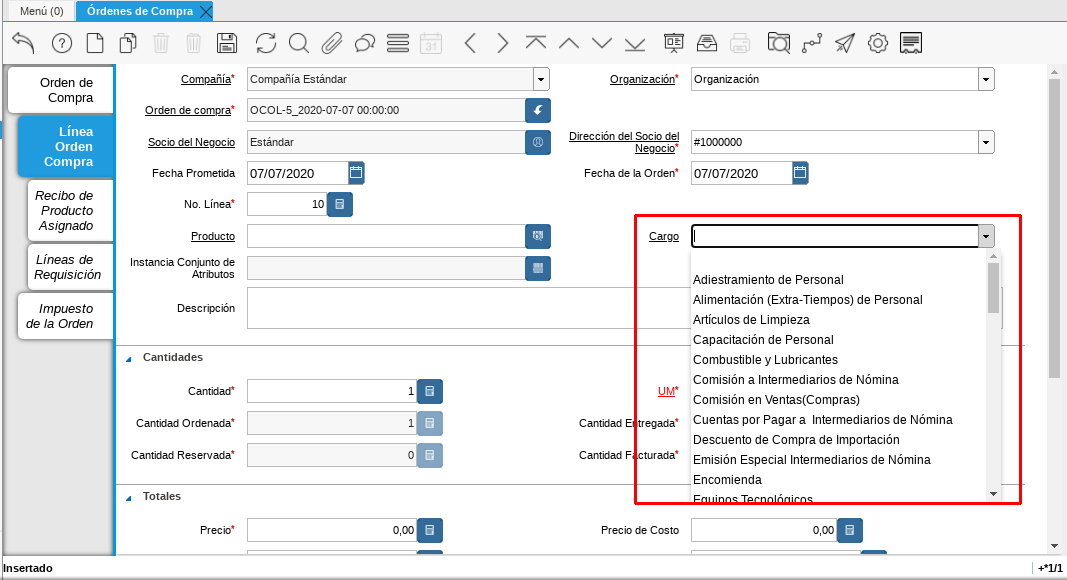 Menú (0)
Órdenes de Compra
31
Orden de
Compra
Línea
Orden
Compra
Recibo de
Producto
Asignado
Líneas de
Requisición
Impuesto
de la Orden
Compañía* Compañía Estándar Organización* Organización
Orden de compra* OCOL-5_2020-07-07 00:00:00
Socio del Negocio Estándar Dirección del Socio del
Negocio* #1000000
Fecha Prometida 07/07/2020 Fecha de la Orden* 07/07/2020
No. Línea* 10
Producto Cargo
Instancia Conjunto de
Atributos
Descripción
Adiestramiento de Personal
Alimentación (Extra-Tiempos) de Personal
Artículos de Limpieza
Capacitación de Personal
Combustible y Lubricantes
Comisión a Intermediarios de Nómina
Comisión en Ventas(Compras)
Cuentas por Pagar a  Intermediarios de Nómina
Descuento de Compra de Importación
Emisión Especial Intermediarios de Nómina
Encomienda
Equipos Tecnológicos
Cantidades
Cantidad* 1 UM*
Cantidad Ordenada* 1 Cantidad Entregada*
Cantidad Reservada* 0 Cantidad Facturada*
Totales
Precio* 0,00 Precio de Costo 0,00
Insertado +*1/1